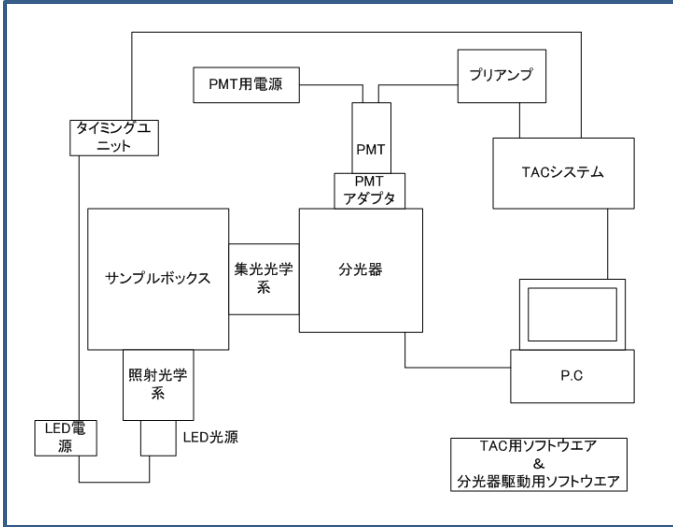 プリアンプ
PMT用電源
タイミングユ
ニット
PMT
TACシステム
PMT
アダプタ
サンプルボックス
集光光学
系
分光器
照射光学
系
P.C
LED電
源
LED光源
TAC用ソフトウエア
&
分光器駆動用ソフトウエア